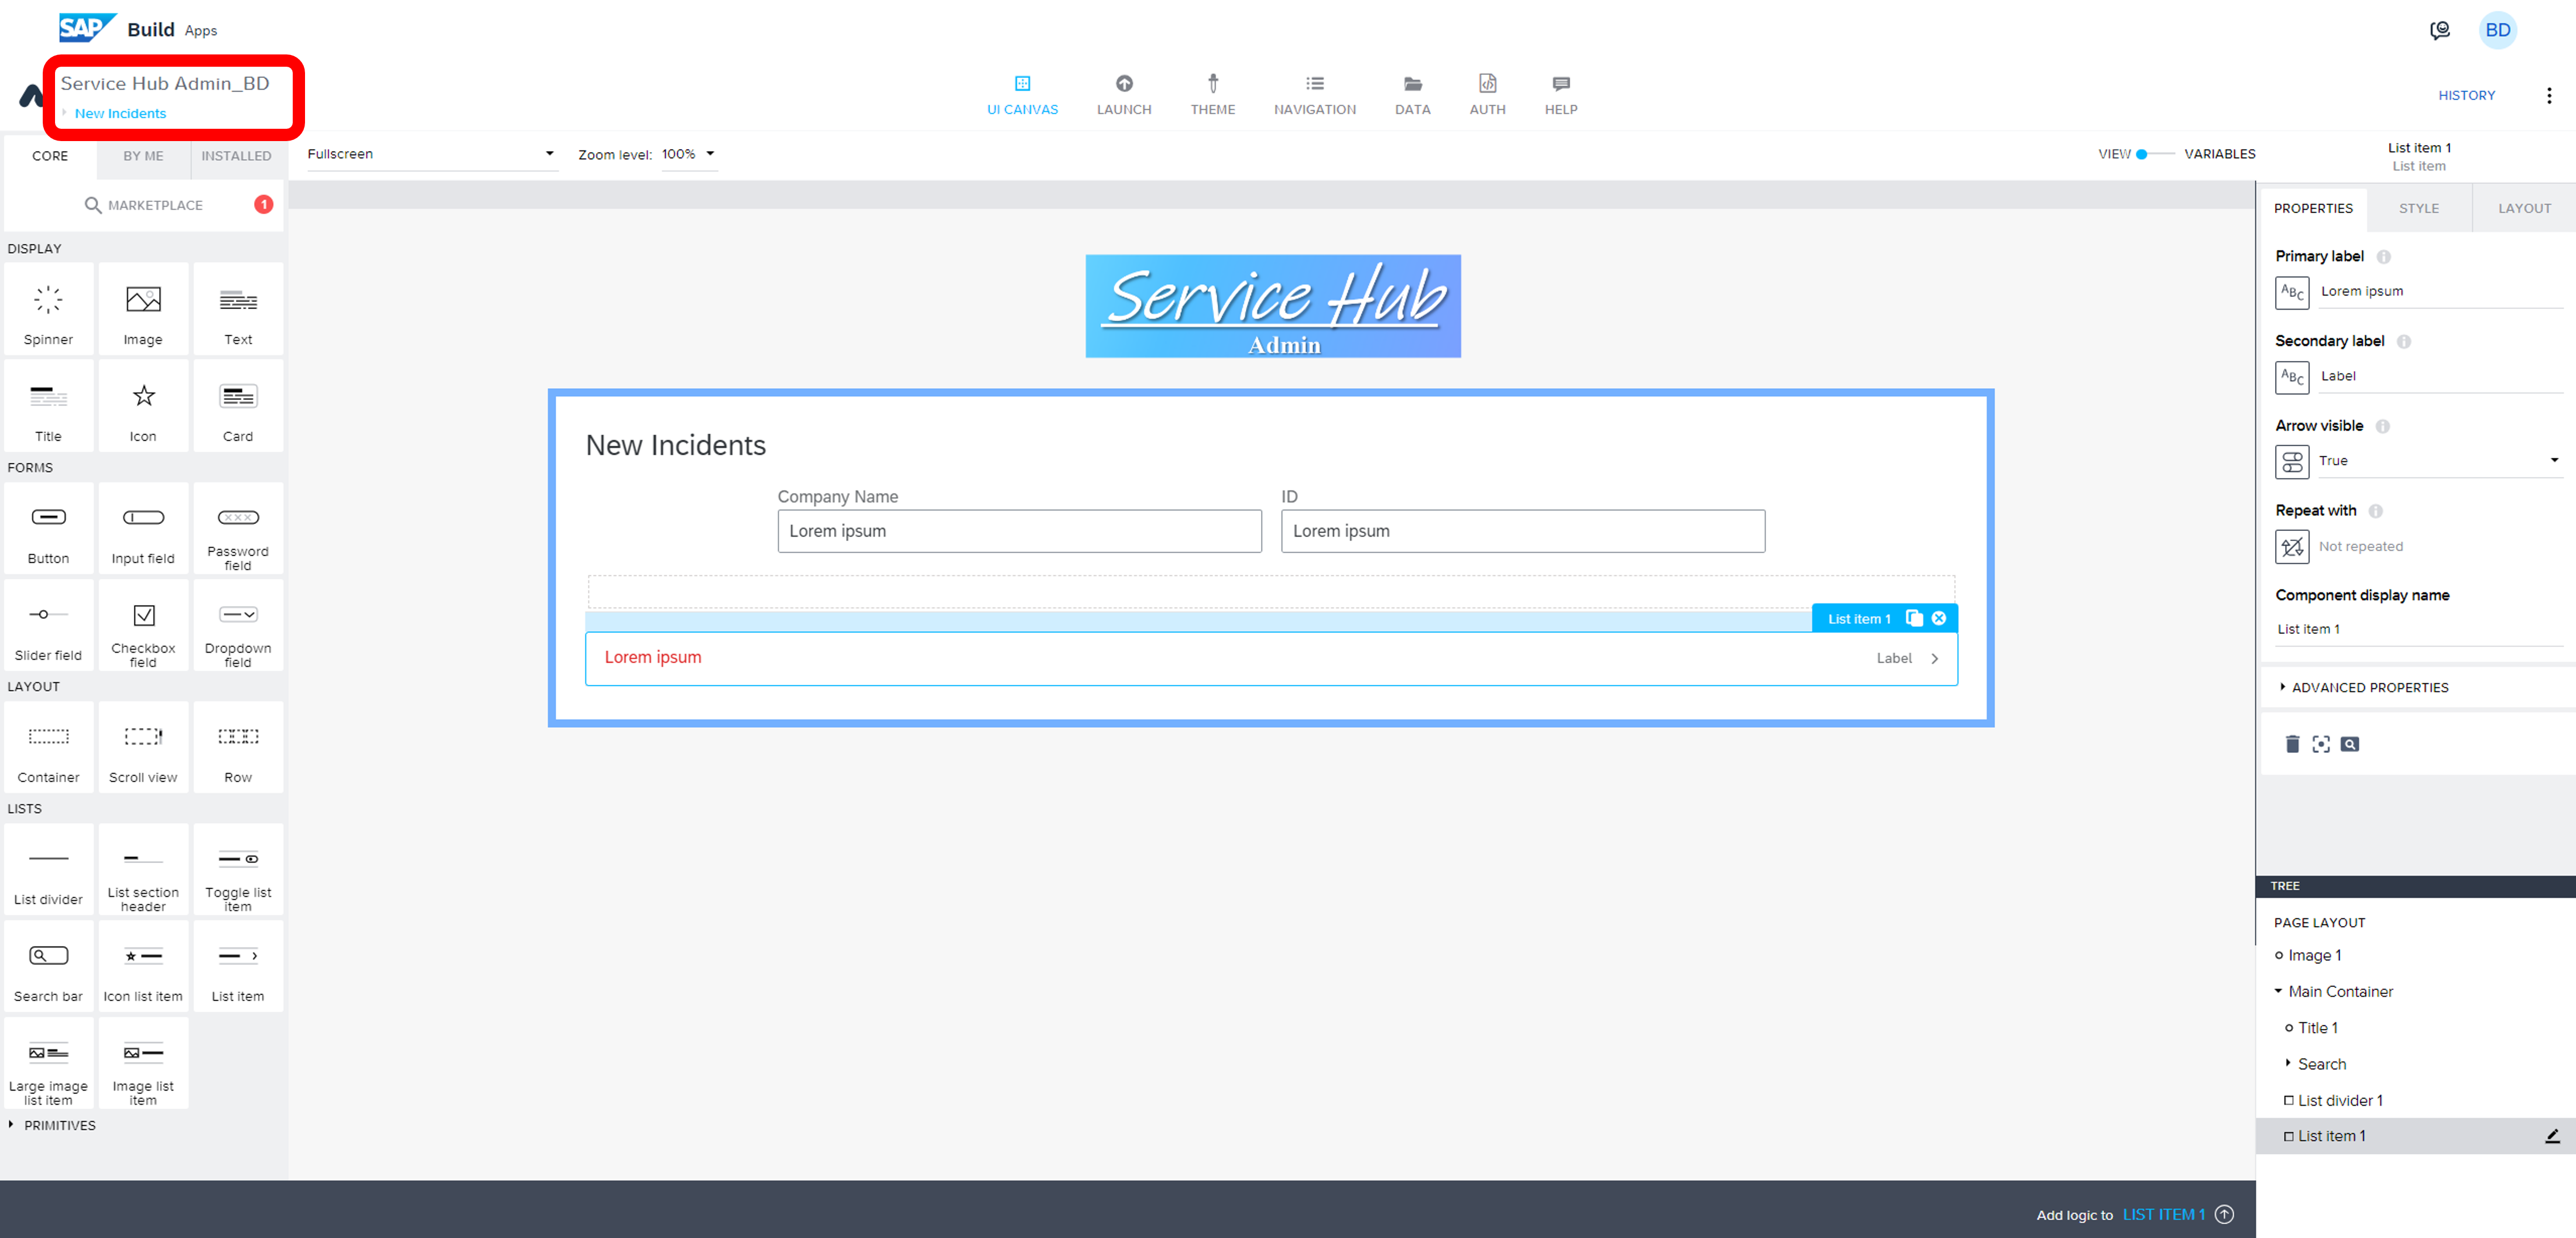 SAP Build Apps
Service Hub Admin_BD
New Incidents
UI CANVAS
LAUNCH
THEME
NAVIGATION
DATA
AUTH
HELP
BD
HISTORY
CORE
BY ME
INSTALLED
MARKETPLACE
1
Fullscreen
Zoom level: 100%
VIEW
VARIABLES
DISPLAY
Spinner
Image
Text
Title
Icon
Card
FORMS
Button
Input field
Password
field
Slider field
Checkbox
field
Dropdown
field
LAYOUT
Container
Scroll view
Row
LISTS
List divider
List section
header
Toggle list
item
Search bar
Icon list item
List item
Large image
list item
Image list
item
PRIMITIVES
Service Hub
Admin
New Incidents
Company Name
Lorem ipsum
ID
Lorem ipsum
List item 1
Lorem ipsum
Label
Add logic to LIST ITEM 1
List item 1
List item
PROPERTIES
STYLE
LAYOUT
Primary label
ABC
Lorem ipsum
Secondary label
ABC
Label
Arrow visible
True
Repeat with
Not repeated
Component display name
List item 1
ADVANCED PROPERTIES
TREE
PAGE LAYOUT
Image 1
Main Container
Title 1
Search
List divider 1
List item 1